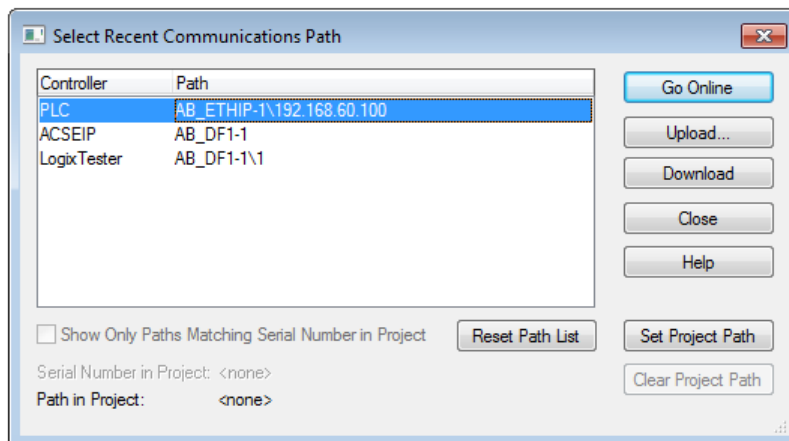 Select Recent Communications Path
Controller Path
PLC AB_ETHIP-1\192.168.60.100
ACSEIP AB_DF1-1
LogixTester AB_DF1-1\1
Go Online
Upload...
Download
Close
Help
Show Only Paths Matching Serial Number in Project
Reset Path List
Set Project Path
Serial Number in Project: <none>
Clear Project Path
Path in Project: <none>